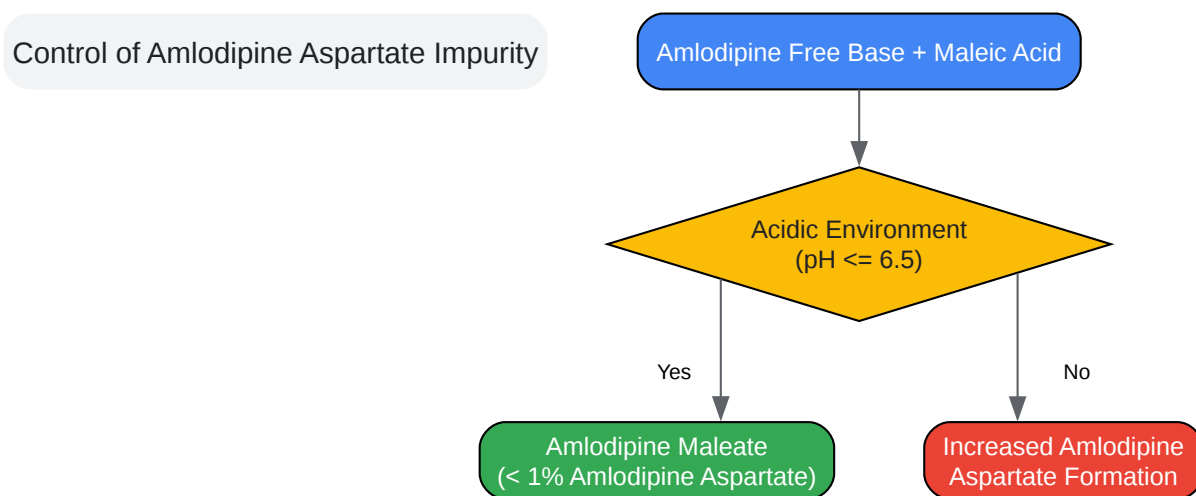 Control of Amlodipine Aspartate Impurity
Amlodipine Free Base + Maleic Acid
Acidic Environment
(pH <= 6.5)
Yes
No
Amlodipine Maleate
(< 1% Amlodipine Aspartate)
Increased Amlodipine
Aspartate Formation